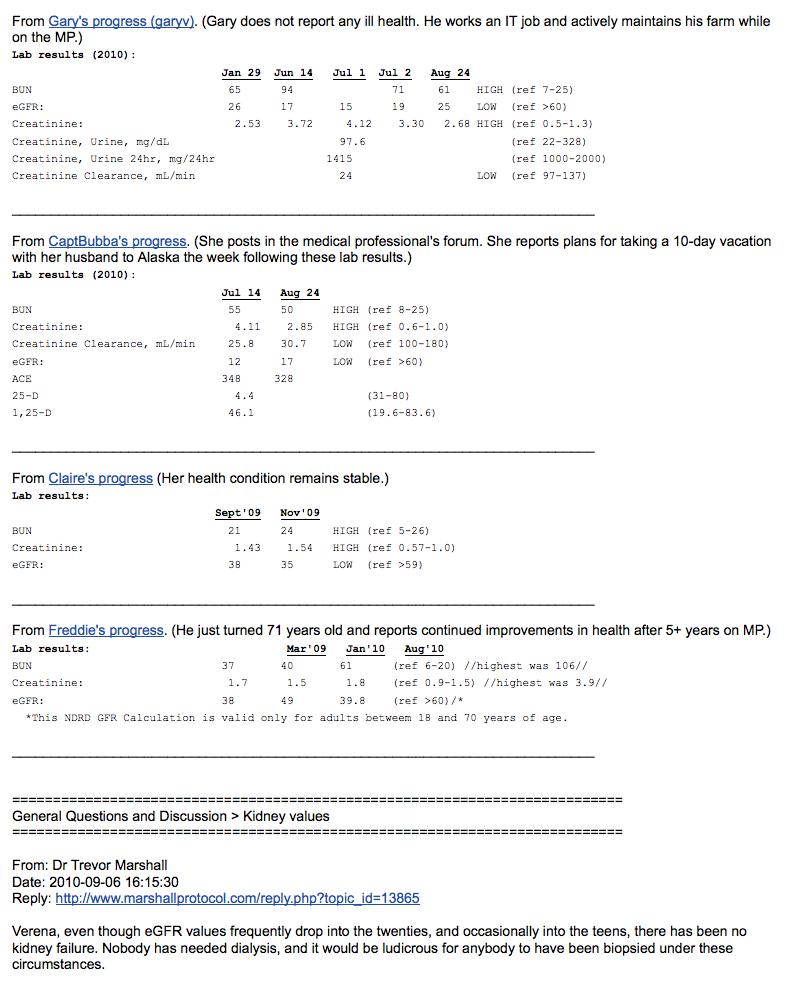 From Gary's progress (garyv). (Gary does not report any ill health. He works an IT job and actively maintains his farm while
on the MP.)
Lab results (2010):
Jan 29 Jun 14 Jul 1 Jul 2 Aug 24
BUN 65 94 71 61 HIGH (ref 7-25)
eGFR: 26 17 15 19 25 LOW (ref >60)
Creatinine: 2.53 3.72 4.12 3.30 2.68 HIGH (ref 0.5-1.3)
Creatinine, Urine, mg/dL 97.6 (ref 22-328)
Creatinine, Urine 24hr, mg/24hr 1415 (ref 1000-2000)
Creatinine Clearance, mL/min 24 LOW (ref 97-137)
From CaptBubba's progress. (She posts in the medical professional's forum. She reports plans for taking a 10-day vacation
with her husband to Alaska the week following these lab results.)
Lab results (2010):
Jul 14 Aug 24
BUN 55 50 HIGH (ref 8-25)
Creatinine: 4.11 2.85 HIGH (ref 0.6-1.0)
Creatinine Clearance, mL/min 25.8 30.7 LOW (ref 100-180)
eGFR: 12 17 LOW (ref >60)
ACE 348 328
25-D 4.4 (31-80)
1,25-D 46.1 (19.6-83.6)
From Claire's progress (Her health condition remains stable.)
Lab results:
Sept'09 Nov'09
BUN 21 24 HIGH (ref 5-26)
Creatinine: 1.43 1.54 HIGH (ref 0.57-1.0)
eGFR: 38 35 LOW (ref >59)
From Freddie's progress. (He just turned 71 years old and reports continued improvements in health after 5+ years on MP.)
Lab results: Mar'09 Jan'10 Aug'10
BUN 37 40 61 (ref 6-20) //highest was 106//
Creatinine: 1.7 1.5 1.8 (ref 0.9-1.5) //highest was 3.9//
eGFR: 38 49 39.8 (ref >60)/*
*This NDRD GFR Calculation is valid only for adults betweem 18 and 70 years of age.
===========================================================================
General Questions and Discussion > Kidney values
===========================================================================
From: Dr Trevor Marshall
Date: 2010-09-06 16:15:30
Reply: http://www.marshallprotocol.com/reply.php?topic_id=13865
Verena, even though eGFR values frequently drop into the twenties, and occasionally into the teens, there has been no
kidney failure. Nobody has needed dialysis, and it would be ludicrous for anybody to have been biopsied under these
circumstances.